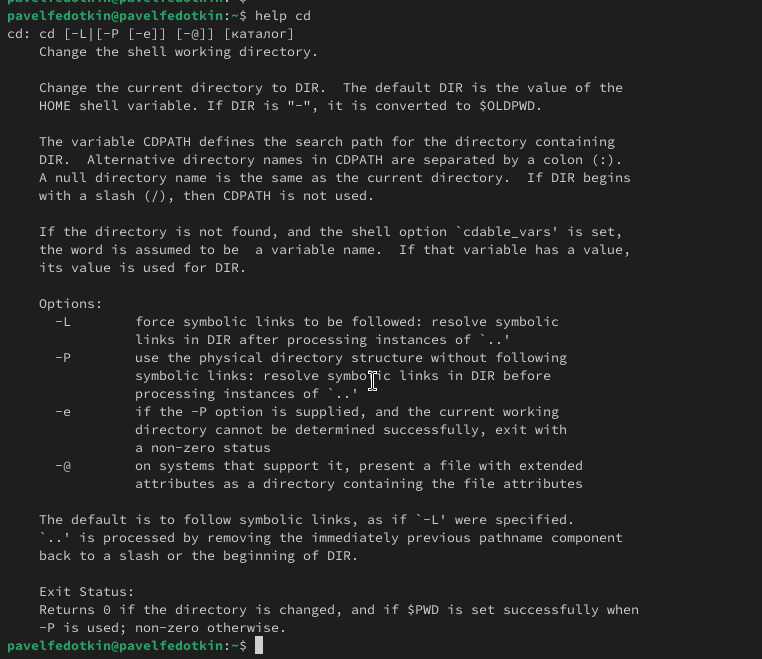 pavelfedotkin@pavelfedotkin:~$ help cd
cd: cd [-L|[-P [-e]] [-@]] [каталог]
    Change the shell working directory.

    Change the current directory to DIR.  The default DIR is the value of the
    HOME shell variable. If DIR is "-", it is converted to $OLDPWD.

    The variable CDPATH defines the search path for the directory containing
    DIR.  Alternative directory names in CDPATH are separated by a colon (:).
    A null directory name is the same as the current directory.  If DIR begins
    with a slash (/), then CDPATH is not used.

    If the directory is not found, and the shell option `cdable_vars' is set,
    the word is assumed to be  a variable name.  If that variable has a value,
    its value is used for DIR.

    Options:
      -L        force symbolic links to be followed: resolve symbolic
                links in DIR after processing instances of `..'
      -P        use the physical directory structure without following
                symbolic links: resolve symbolic links in DIR before
                processing instances of `..'
      -e        if the -P option is supplied, and the current working
                directory cannot be determined successfully, exit with
                a non-zero status
      -@        on systems that support it, present a file with extended
                attributes as a directory containing the file attributes

    The default is to follow symbolic links, as if `-L' were specified.
    `..' is processed by removing the immediately previous pathname component
    back to a slash or the beginning of DIR.

    Exit Status:
    Returns 0 if the directory is changed, and if $PWD is set successfully when
    -P is used; non-zero otherwise.
pavelfedotkin@pavelfedotkin:~$